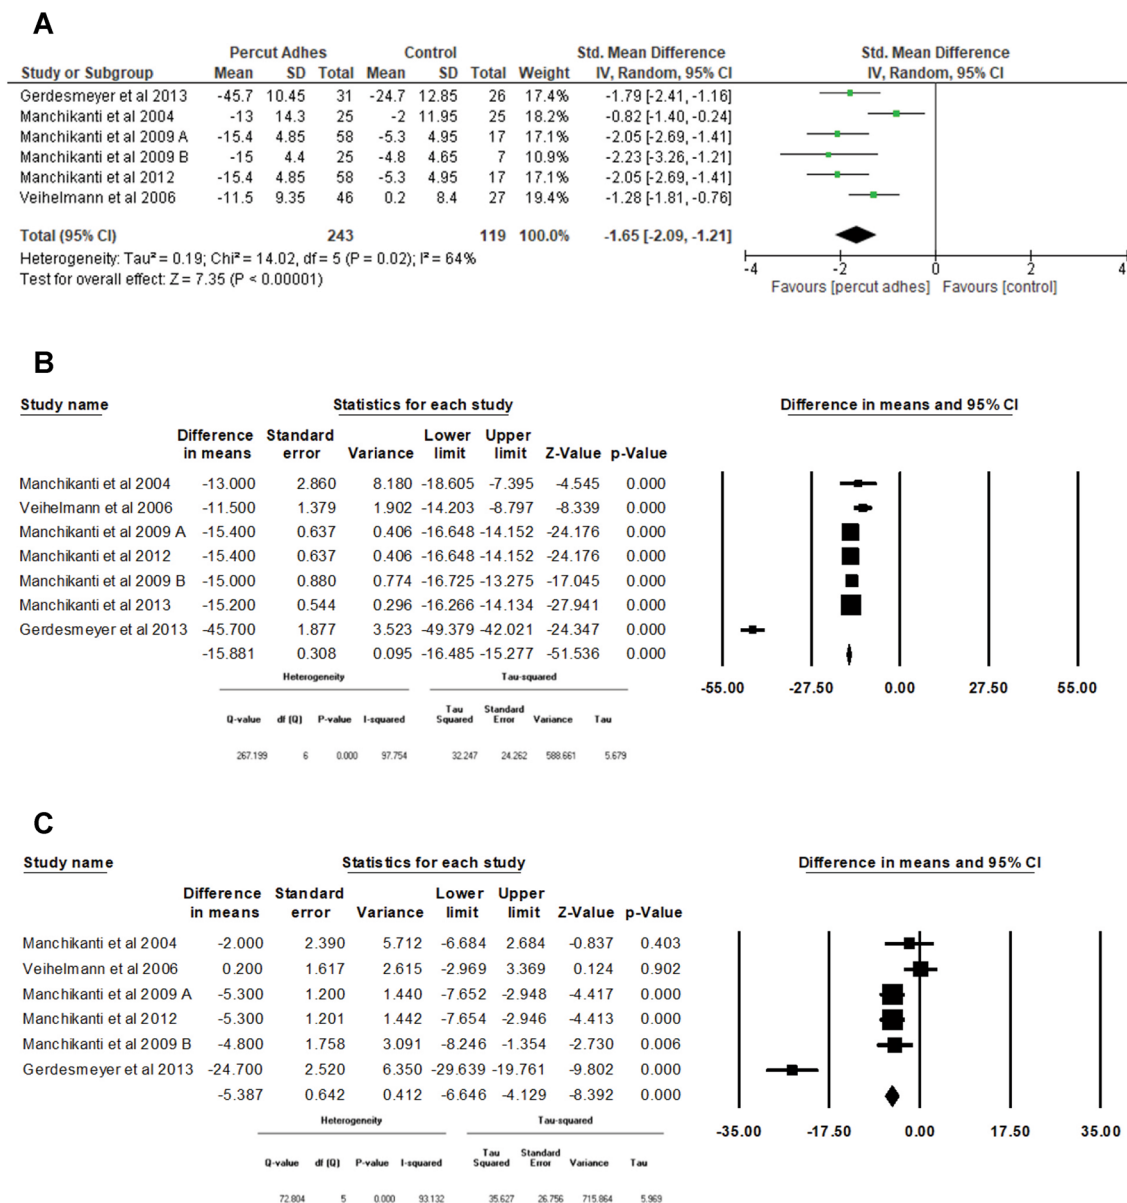 A
Percut Adhes Control Std. Mean Difference Std. Mean Difference
Study or Subgroup Mean SD Total Mean SD Total Weight IV, Random, 95% CI IV, Random, 95% CI
Gerdesmeyer et al 2013 -45.7 10.45 31 -24.7 12.85 26 17.4% -1.79 [-2.41, -1.16]
Manchikanti et al 2004 -13 14.3 25 -2 11.95 25 18.2% -0.82 [-1.40, -0.24]
Manchikanti et al 2009 A -15.4 4.85 58 -5.3 4.95 17 17.1% -2.05 [-2.69, -1.41]
Manchikanti et al 2009 B -15 4.4 25 -4.8 4.65 7 10.9% -2.23 [-3.26, -1.21]
Manchikanti et al 2012 -15.4 4.85 58 -5.3 4.95 17 17.1% -2.05 [-2.69, -1.41]
Veihelmann et al 2006 -11.5 9.35 46 0.2 8.4 27 19.4% -1.28 [-1.81, -0.76]
Total (95% CI) 243 119 100.0% -1.65 [-2.09, -1.21]
Heterogeneity: Tau² = 0.19; Chi² = 14.02, df = 5 (P = 0.02); I² = 64%
Test for overall effect: Z = 7.35 (P < 0.00001)
-4 -2 0 2 4
Favours [percut adhes] Favours [control]
B
Study name Statistics for each study Difference in means and 95% CI
Difference Standard Lower Upper
in means error Variance limit limit Z-Value p-Value
Manchikanti et al 2004 -13.000 2.860 8.180 -18.605 -7.395 -4.545 0.000
Veihelmann et al 2006 -11.500 1.379 1.902 -14.203 -8.797 -8.339 0.000
Manchikanti et al 2009 A -15.400 0.637 0.406 -16.648 -14.152 -24.176 0.000
Manchikanti et al 2012 -15.400 0.637 0.406 -16.648 -14.152 -24.176 0.000
Manchikanti et al 2009 B -15.000 0.880 0.774 -16.725 -13.275 -17.045 0.000
Manchikanti et al 2013 -15.200 0.544 0.296 -16.266 -14.134 -27.941 0.000
Gerdesmeyer et al 2013 -45.700 1.877 3.523 -49.379 -42.021 -24.347 0.000
-15.881 0.308 0.095 -16.485 -15.277 -51.536 0.000
-55.00 -27.50 0.00 27.50 55.00
Heterogeneity Tau-squared
Tau Standard
Q-value df (Q) P-value I-squared Squared Error Variance Tau
267.199 6 0.000 97.754 32.247 24.262 588.661 5.679
C
Study name Statistics for each study Difference in means and 95% CI
Difference Standard Lower Upper
in means error Variance limit limit Z-Value p-Value
Manchikanti et al 2004 -2.000 2.390 5.712 -6.684 2.684 -0.837 0.403
Veihelmann et al 2006 0.200 1.617 2.615 -2.969 3.369 0.124 0.902
Manchikanti et al 2009 A -5.300 1.200 1.440 -7.652 -2.948 -4.417 0.000
Manchikanti et al 2012 -5.300 1.201 1.442 -7.654 -2.946 -4.413 0.000
Manchikanti et al 2009 B -4.800 1.758 3.091 -8.246 -1.354 -2.730 0.006
Gerdesmeyer et al 2013 -24.700 2.520 6.350 -29.639 -19.761 -9.802 0.000
-5.387 0.642 0.412 -6.646 -4.129 -8.392 0.000
-35.00 -17.50 0.00 17.50 35.00
Heterogeneity Tau-squared
Tau Standard
Q-value df (Q) P-value I-squared Squared Error Variance Tau
72.804 5 0.000 93.132 35.627 26.756 715.864 5.969